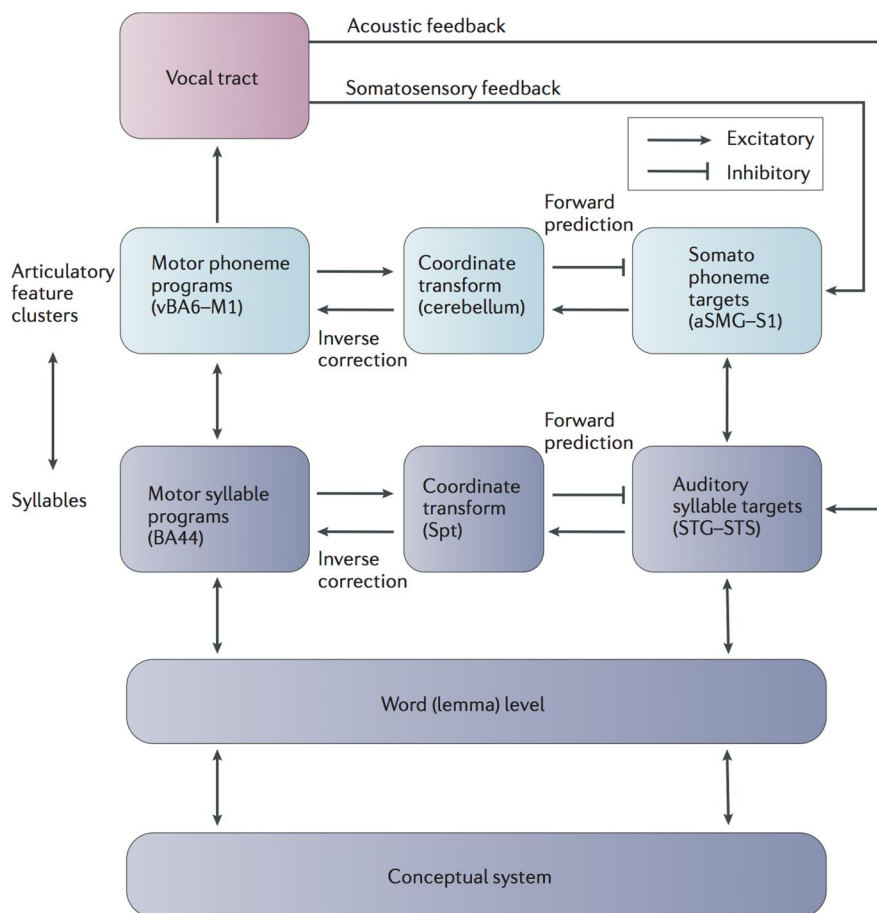 Acoustic feedback
Vocal tract
Somatosensory feedback
Excitatory
Inhibitory
Forward
prediction
Articulatory
feature
clusters
Motor phoneme
programs
(vBA6–M1)
Coordinate
transform
(cerebellum)
Somato
phoneme
targets
(aSMG–S1)
Inverse
correction
Forward
prediction
Syllables
Motor syllable
programs
(BA44)
Coordinate
transform
(Spt)
Auditory
syllable targets
(STG–STS)
Inverse
correction
Word (lemma) level
Conceptual system